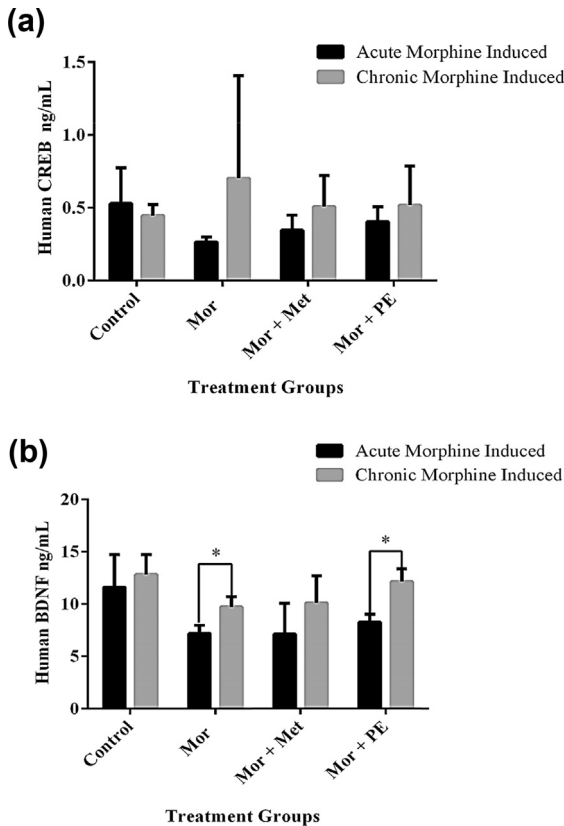 (a)
Acute Morphine Induced
Chronic Morphine Induced
Human CREB ng/mL
1.5
1.0
0.5
0.0
Control
Mor
Mor + Met
Mor + PE
Treatment Groups
(b)
Acute Morphine Induced
Chronic Morphine Induced
Human BDNF ng/mL
20
15
10
5
0
*
*
Control
Mor
Mor + Met
Mor + PE
Treatment Groups